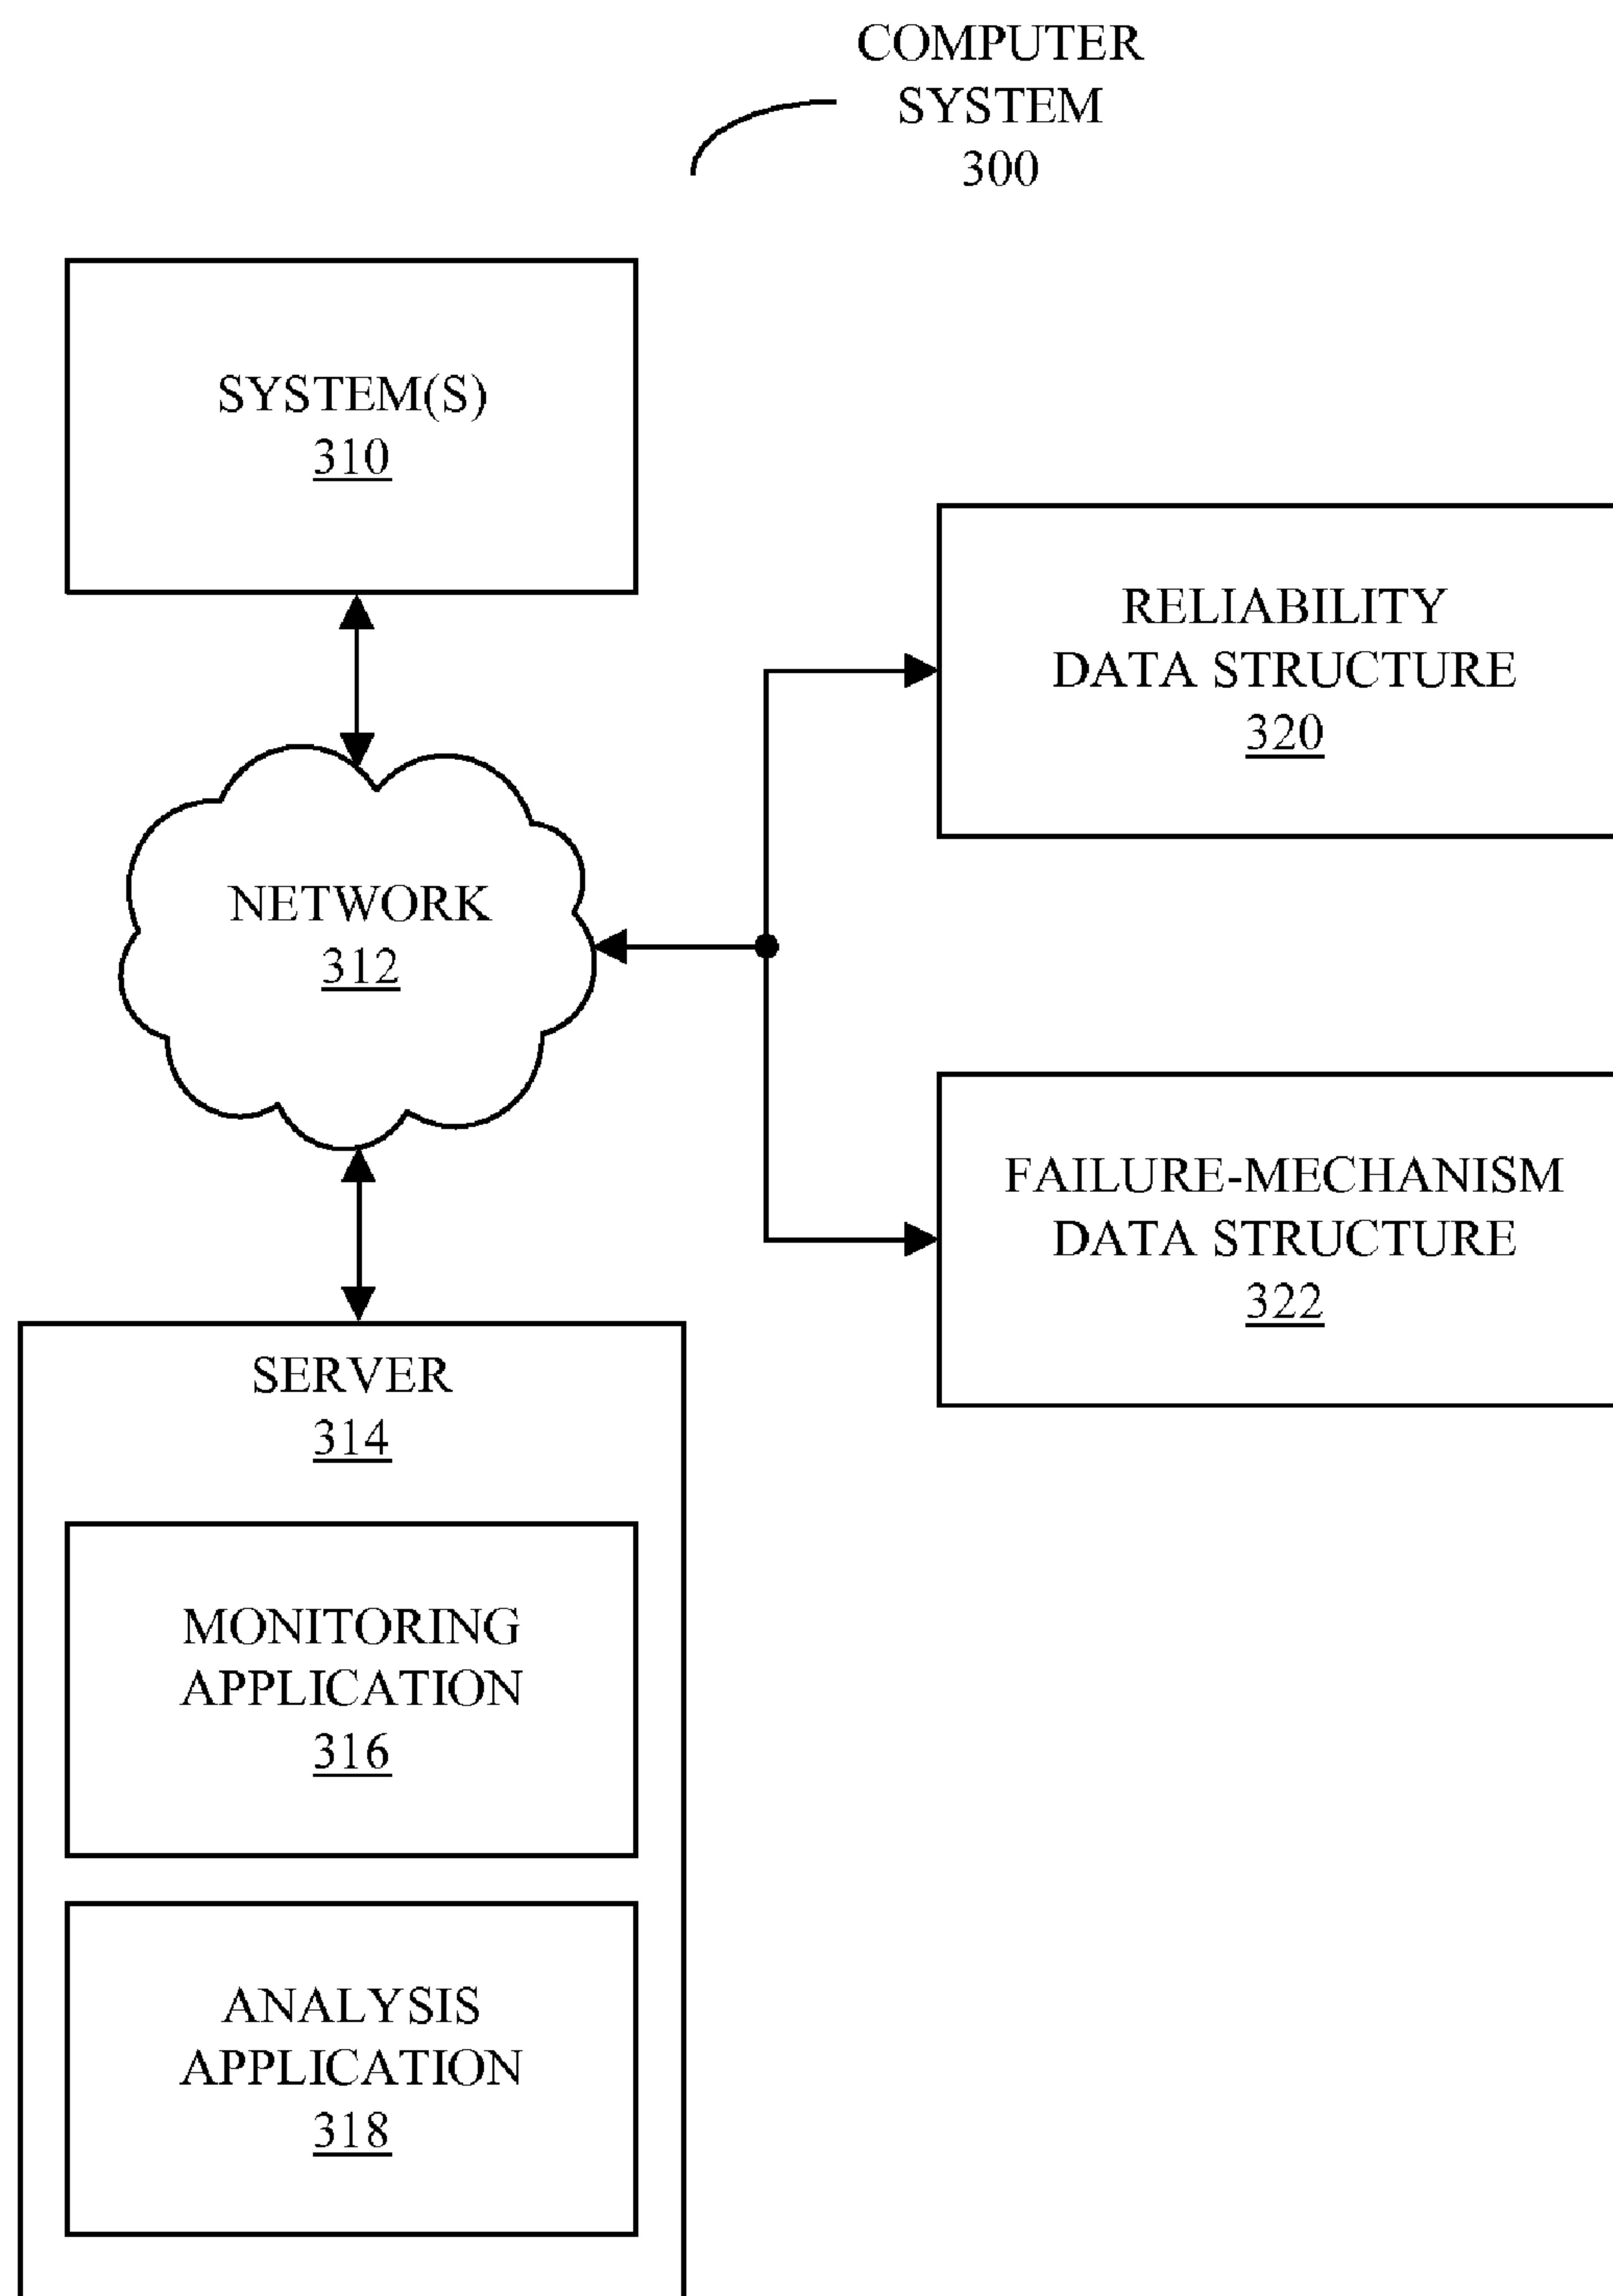 COMPUTER
SYSTEM
300
SYSTEM(S)
310
RELIABILITY
DATA STRUCTURE
320
NETWORK
312
FAILURE-MECHANISM
DATA STRUCTURE
322
SERVER
314
MONITORING
APPLICATION
316
ANALYSIS
APPLICATION
318